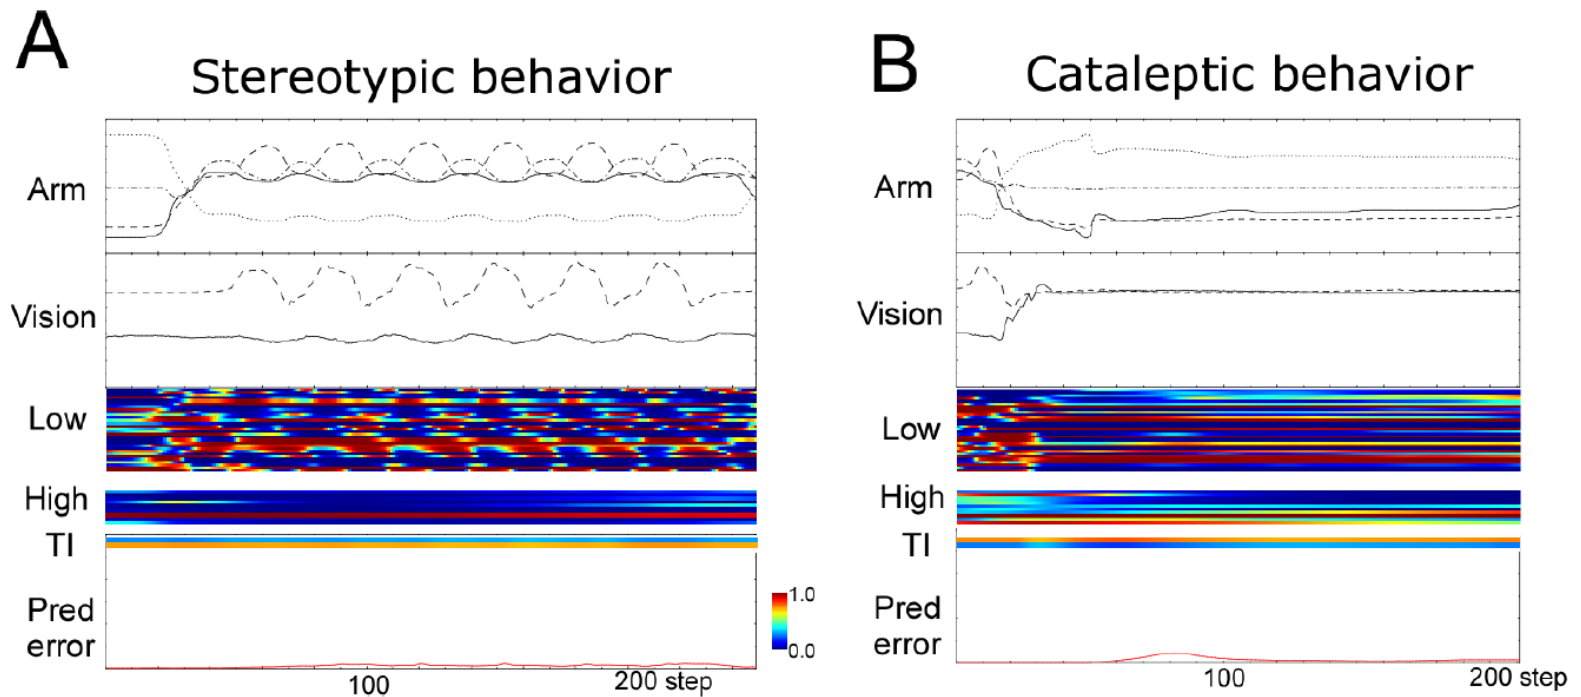 A
Stereotypic behavior
Arm
Vision
Low
High
TI
Pred
error
100
200 step
1.0
0.0
B
Cataleptic behavior
Arm
Vision
Low
High
TI
Pred
error
100
200 step